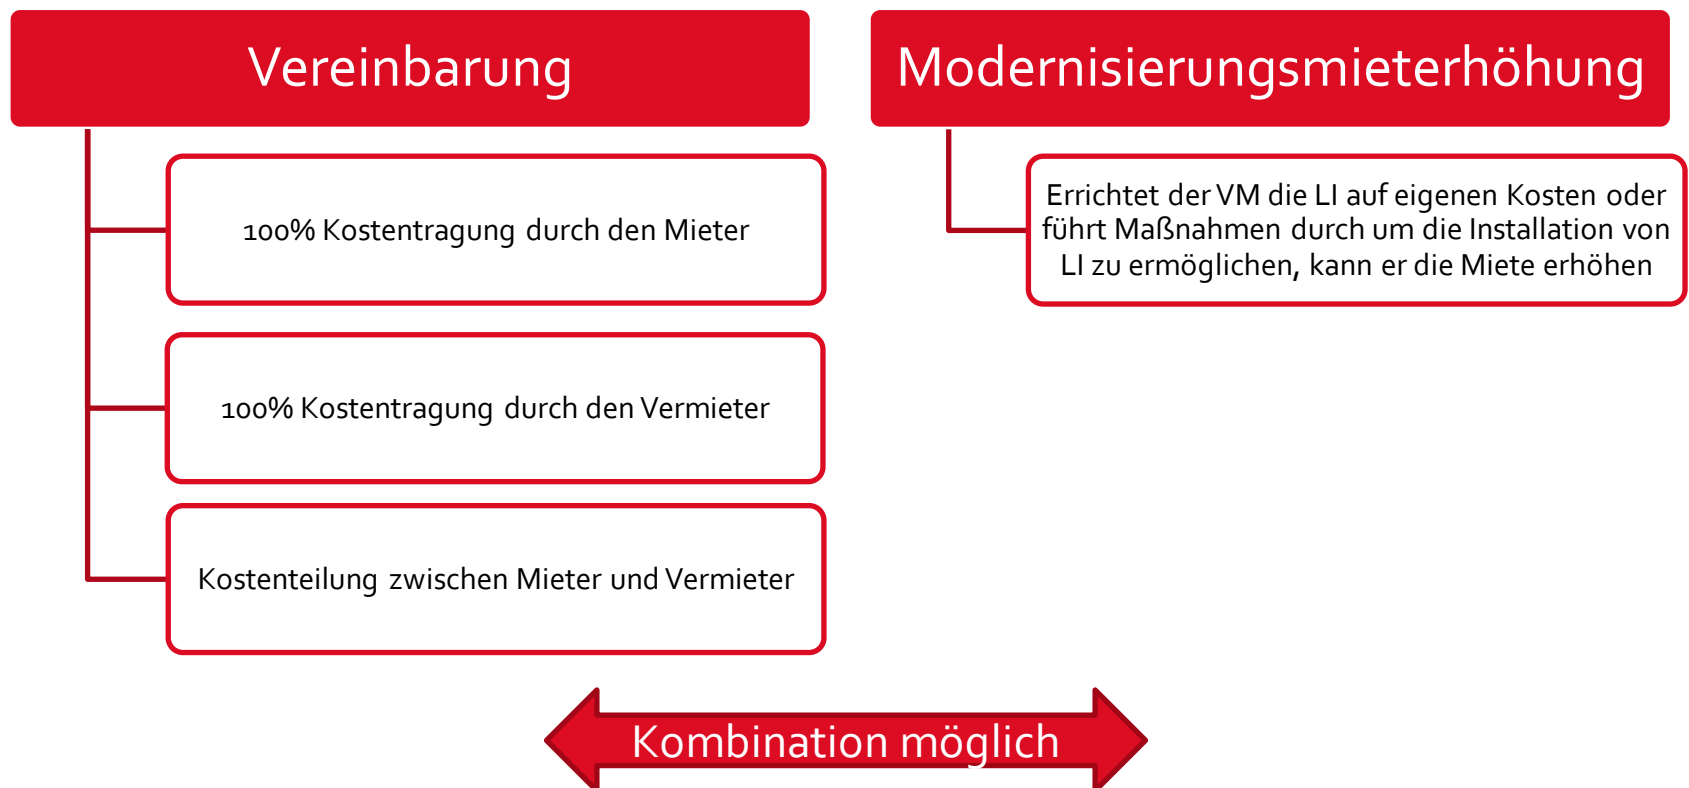 Vereinbarung
100% Kostentragung durch den Mieter
100% Kostentragung durch den Vermieter
Kostenteilung zwischen Mieter und Vermieter
Modernisierungsmieterhöhung
Errichtet der VM die LI auf eigenen Kosten oder
führt Maßnahmen durch um die Installation von
LI zu ermöglichen, kann er die Miete erhöhen
Kombination möglich